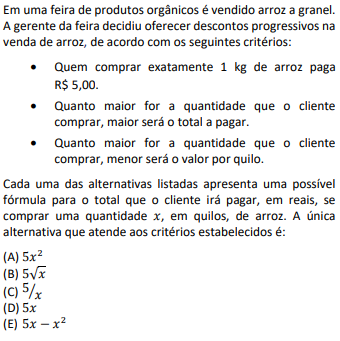 Em uma feira de produtos orgânicos é vendido arroz a granel.
A gerente da feira decidiu oferecer descontos progressivos na
venda de arroz, de acordo com os seguintes critérios:
• Quem comprar exatamente 1 kg de arroz paga
R$ 5,00.
• Quanto maior for a quantidade que o cliente
comprar, maior será o total a pagar.
• Quanto maior for a quantidade que o cliente
comprar, menor será o valor por quilo.
Cada uma das alternativas listadas apresenta uma possível
fórmula para o total que o cliente irá pagar, em reais, se
comprar uma quantidade x, em quilos, de arroz. A única
alternativa que atende aos critérios estabelecidos é:
(A) 5x²
(B) 5√x
(C) 5/x
(D) 5x
(E) 5x − x²